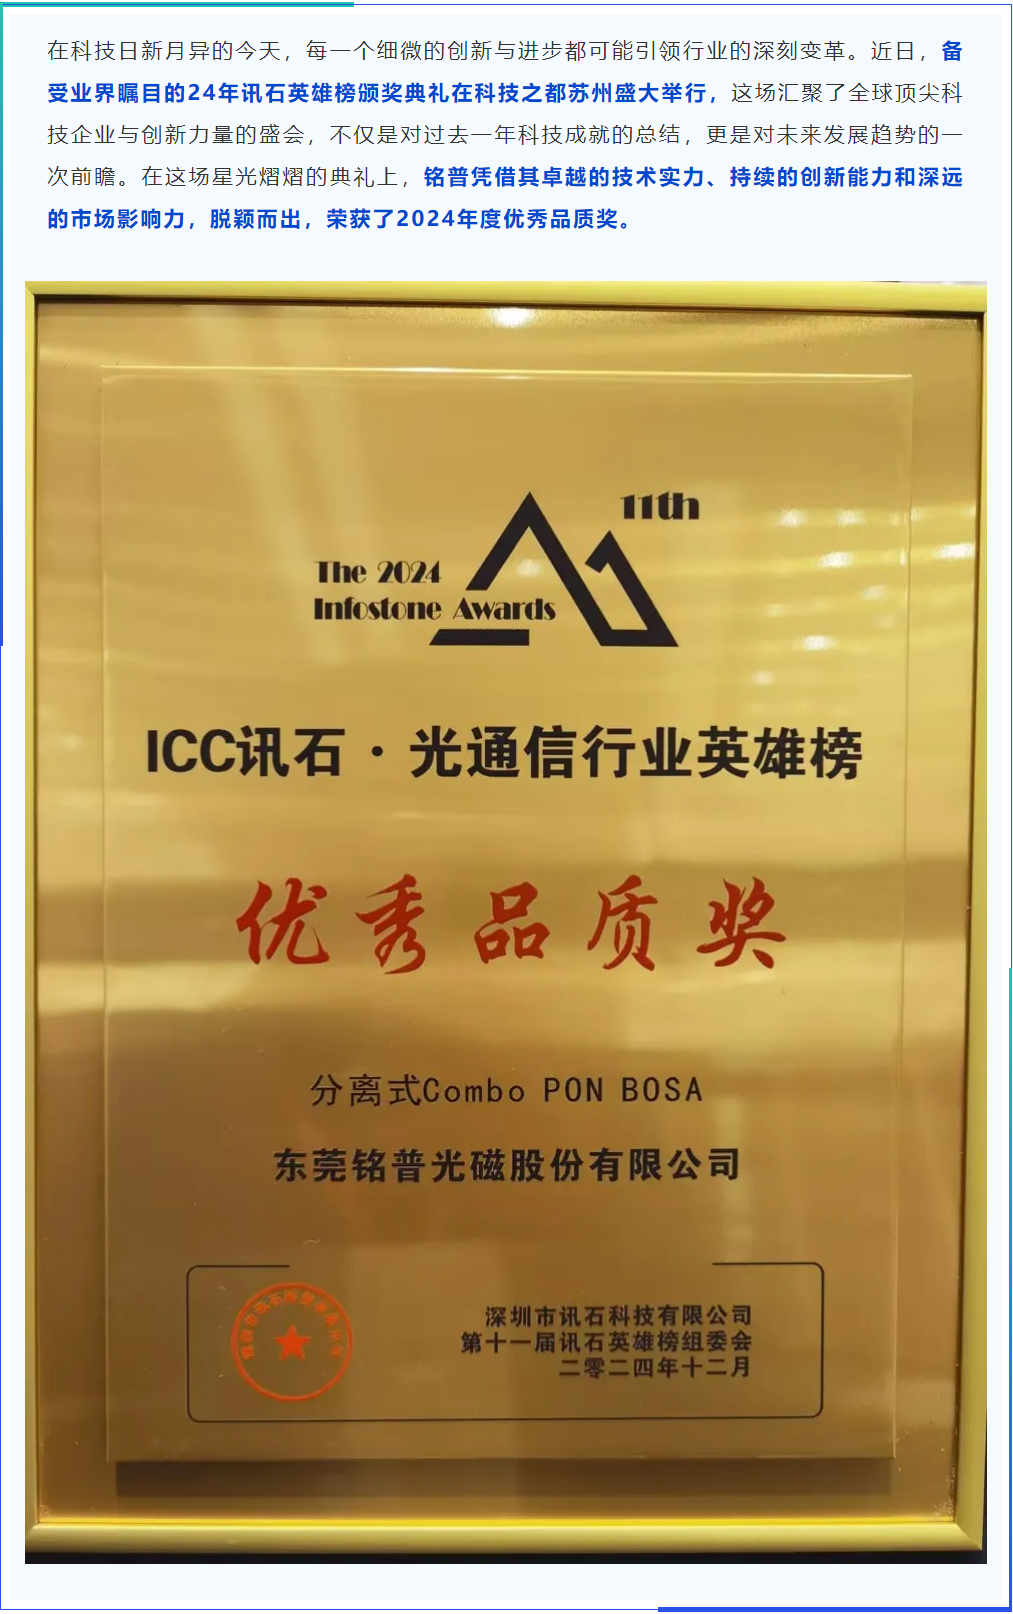 在科技日新月异的今天，每一个细微的创新与进步都可能引领行业的深刻变革。近日，备
受业界瞩目的24年讯石英雄榜颁奖典礼在科技之都苏州盛大举行，这场汇聚了全球顶尖科
技企业与创新力量的盛会，不仅是对过去一年科技成就的总结，更是对未来发展趋势的一
次前瞻。在这场星光熠熠的典礼上，铭普凭借其卓越的技术实力、持续的创新能力和深远
的市场影响力，脱颖而出，荣获了2024年度优秀品质奖。
11th
The 2024
Infostone Awards
ICC讯石·光通信行业英雄榜
优秀品质奖
分离式Combo PON BOSA
东莞铭普光磁股份有限公司
深圳市讯石科技有限公司
第十一届讯石英雄榜组委会
二零二四年十二月